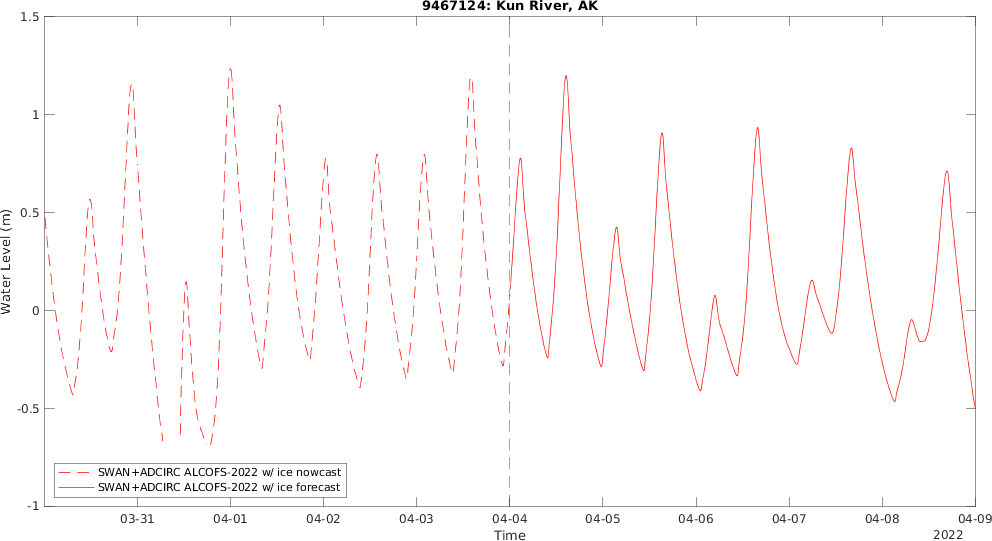 9467124: Kun River, AK
1.5
1
0.5
0
-0.5
-1
Water Level (m)
SWAN+ADCIRC ALCOFS-2022 w/ ice nowcast
SWAN+ADCIRC ALCOFS-2022 w/ ice forecast
03-31 04-01 04-02 04-03 04-04 04-05 04-06 04-07 04-08 04-09
Time
2022